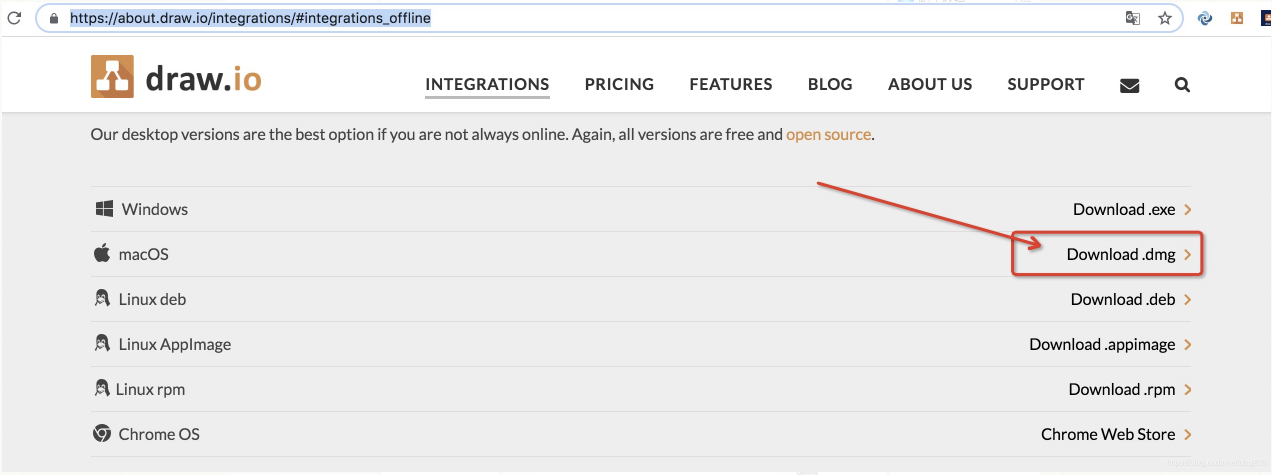 https://about.draw.io/integrations/#integrations_offline
draw.io
INTEGRATIONS PRICING FEATURES BLOG ABOUT US SUPPORT
Our desktop versions are the best option if you are not always online. Again, all versions are free and open source.
Windows Download .exe
macOS Download .dmg
Linux deb Download .deb
Linux AppImage Download .appimage
Linux rpm Download .rpm
Chrome OS Chrome Web Store